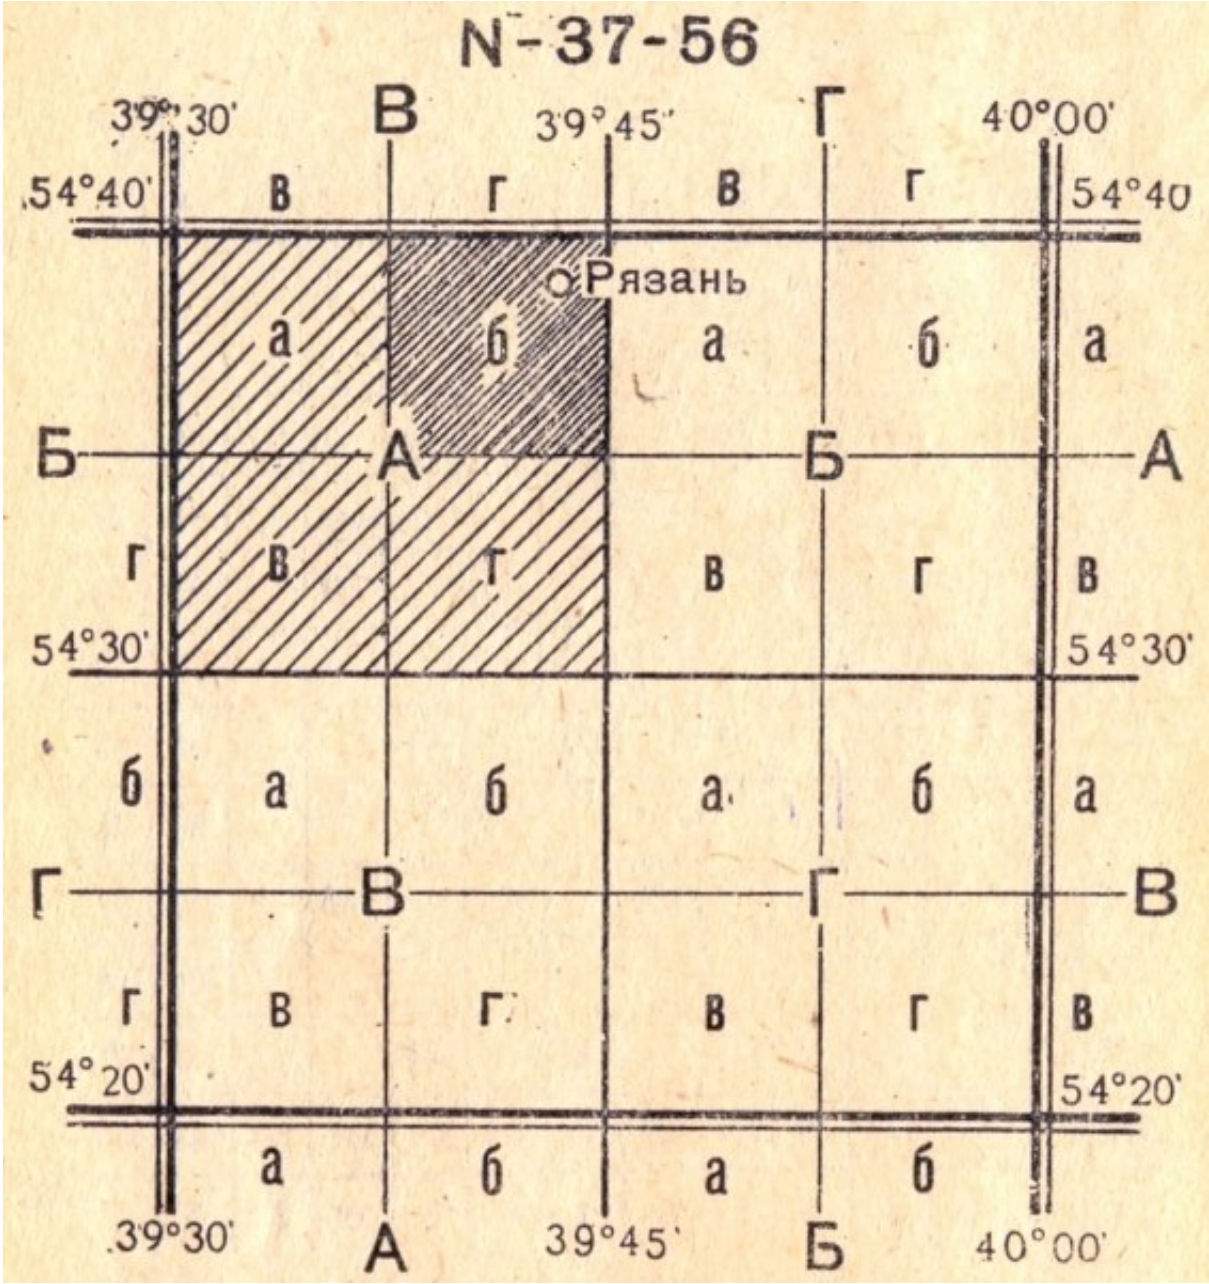 N-37-56
В Г
39°30' 39°45' 40°00'
54°40' в г в г 54°40
Рязань
а б а б а
Б А Б А
г в г в г в
54°30' 54°30'
б а б а б а
Г В Г В
г в г в г в
54°20' 54°20'
а б а б
39°30' А 39°45' Б 40°00'